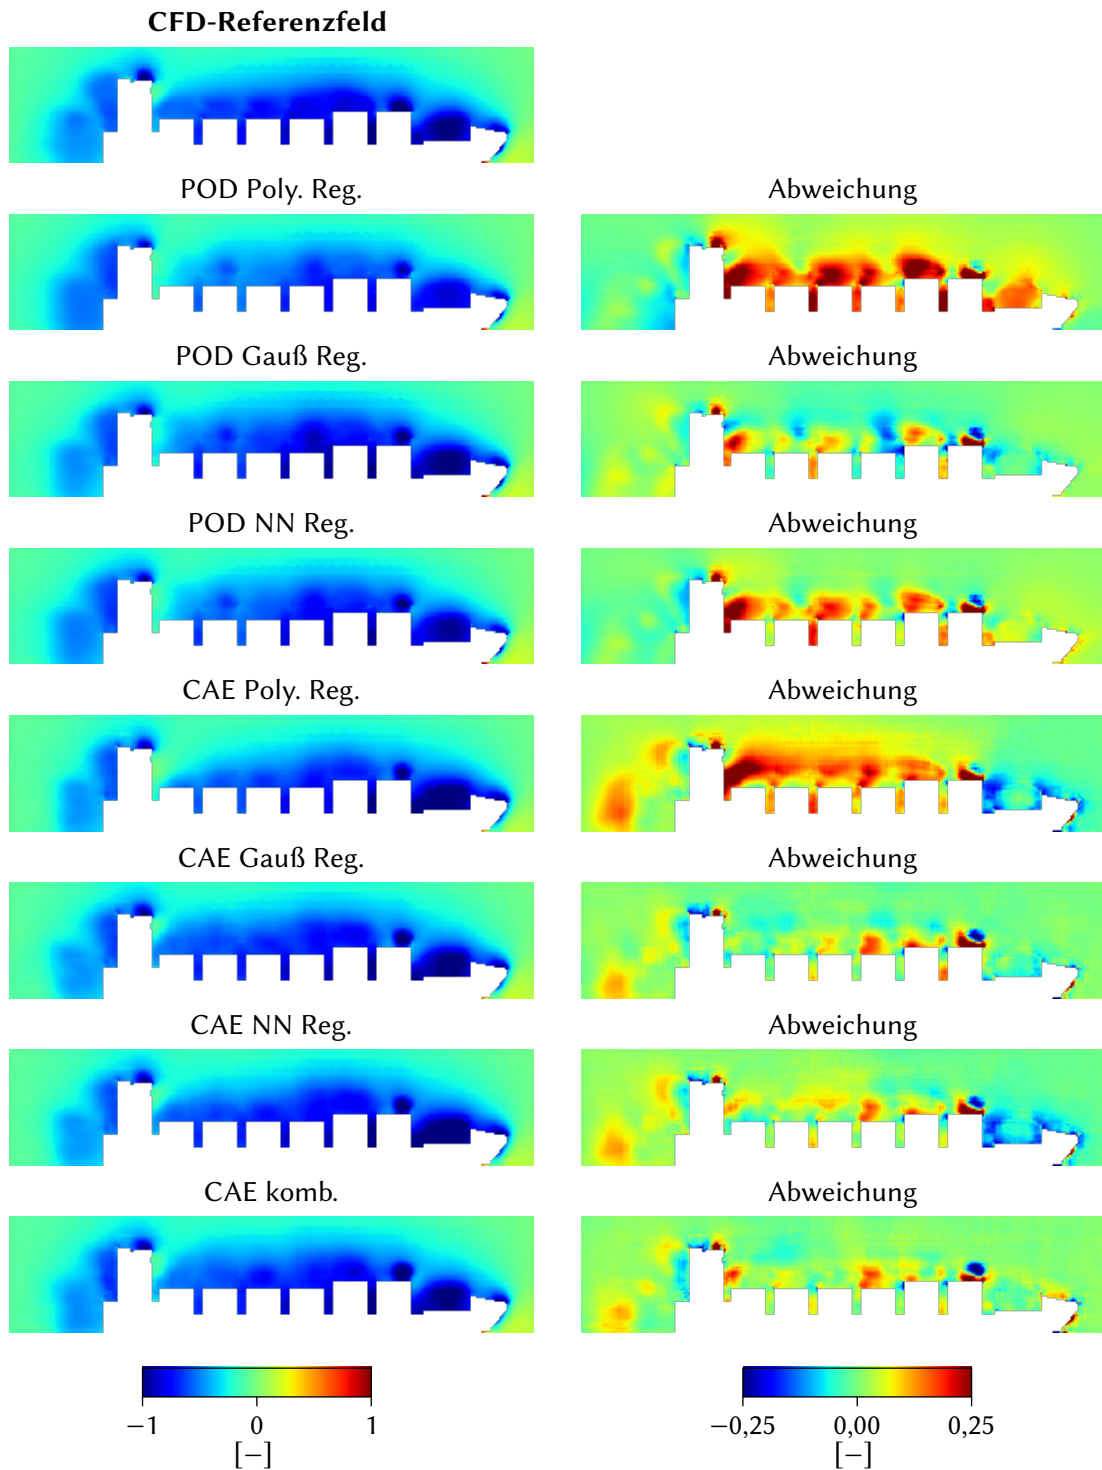 CFD-Referenzfeld
POD Poly. Reg.
Abweichung
POD Gauß Reg.
Abweichung
POD NN Reg.
Abweichung
CAE Poly. Reg.
Abweichung
CAE Gauß Reg.
Abweichung
CAE NN Reg.
Abweichung
CAE komb.
Abweichung
−1 0 1
[−]
−0,25 0,00 0,25
[−]